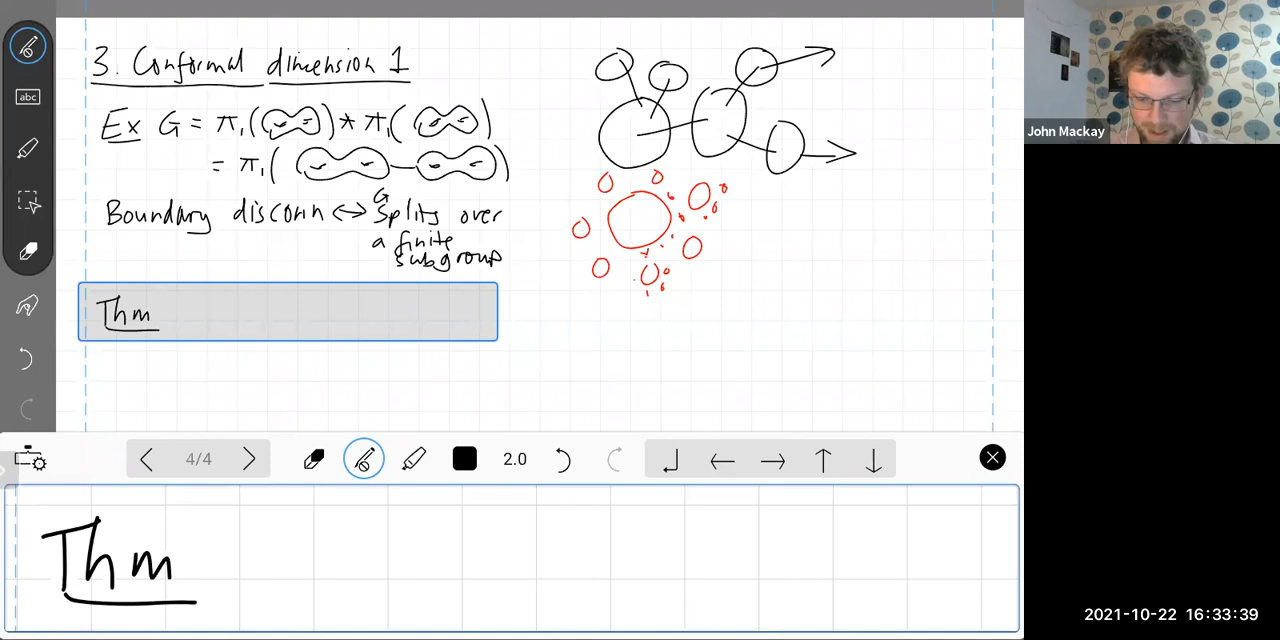 3. Conformal dimension 1
Ex G = π₁( ) * π₁( )
= π₁( )
Boundary disconn ↔ G splits over
a finite
subgroup
Thm
John Mackay
abc
4/4
2.0
Thm
2021-10-22 16:33:39